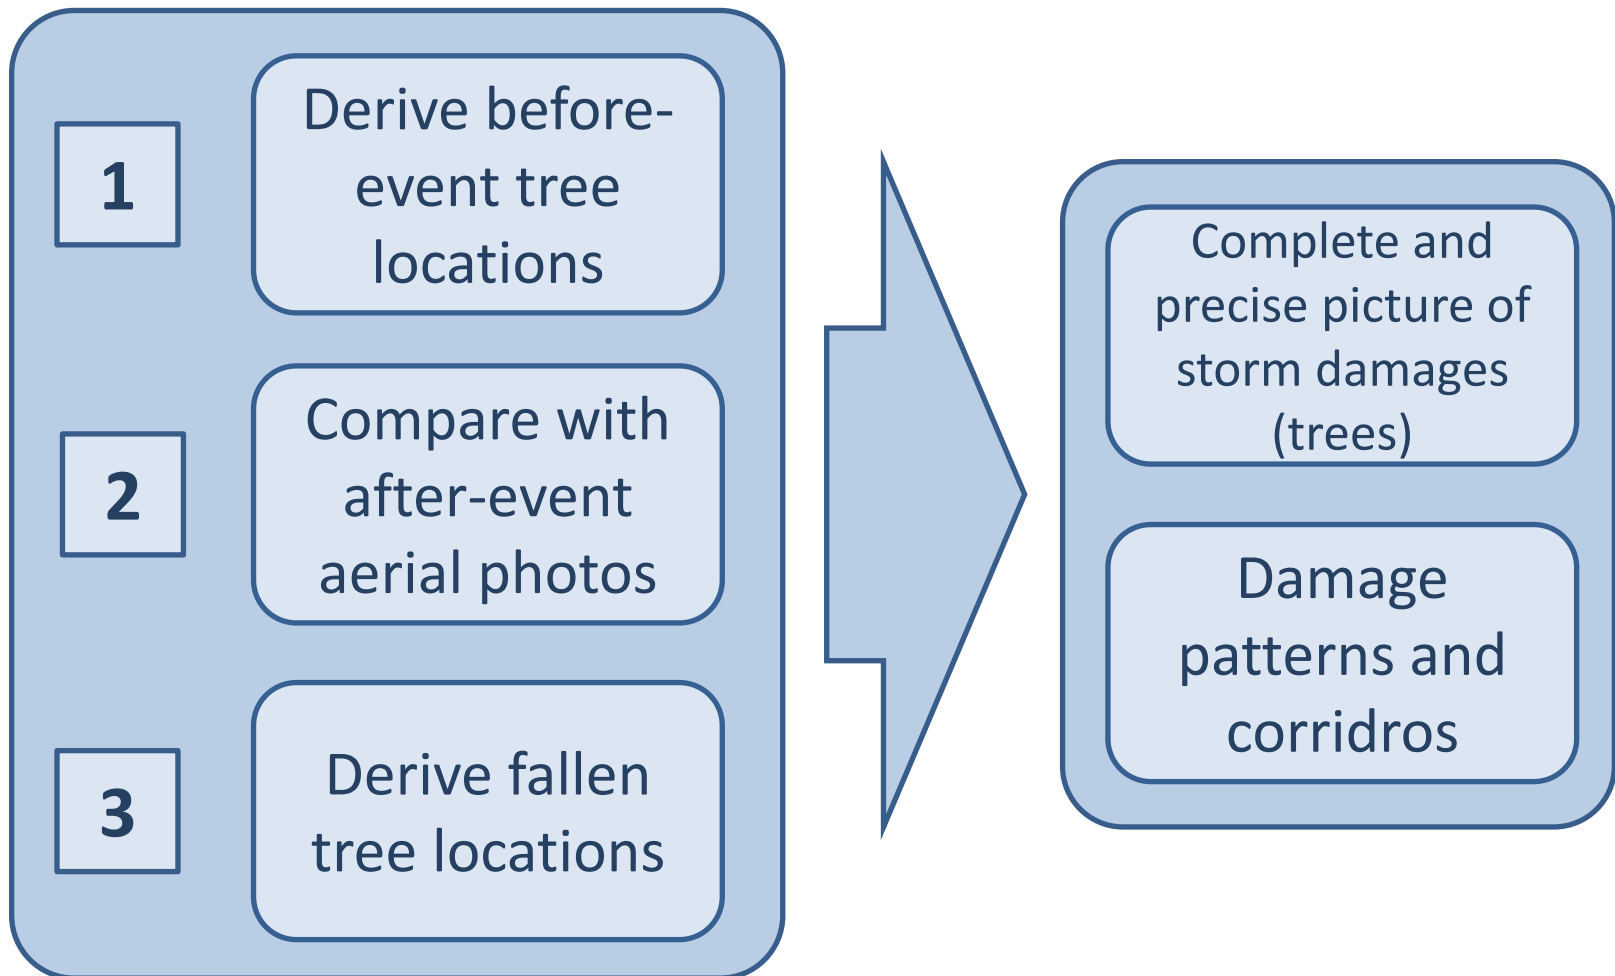 1
Derive before-
event tree
locations
2
Compare with
after-event
aerial photos
3
Derive fallen
tree locations
Complete and
precise picture of
storm damages
(trees)
Damage
patterns and
corridros